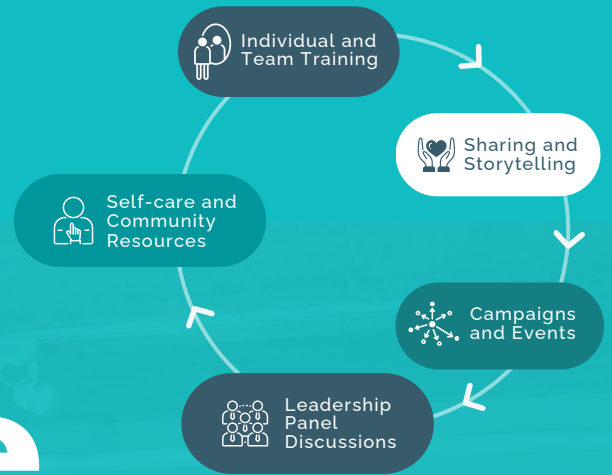 Individual and
Team Training
Sharing and
Storytelling
Campaigns
and Events
Leadership
Panel
Discussions
Self-care and
Community
Resources
e